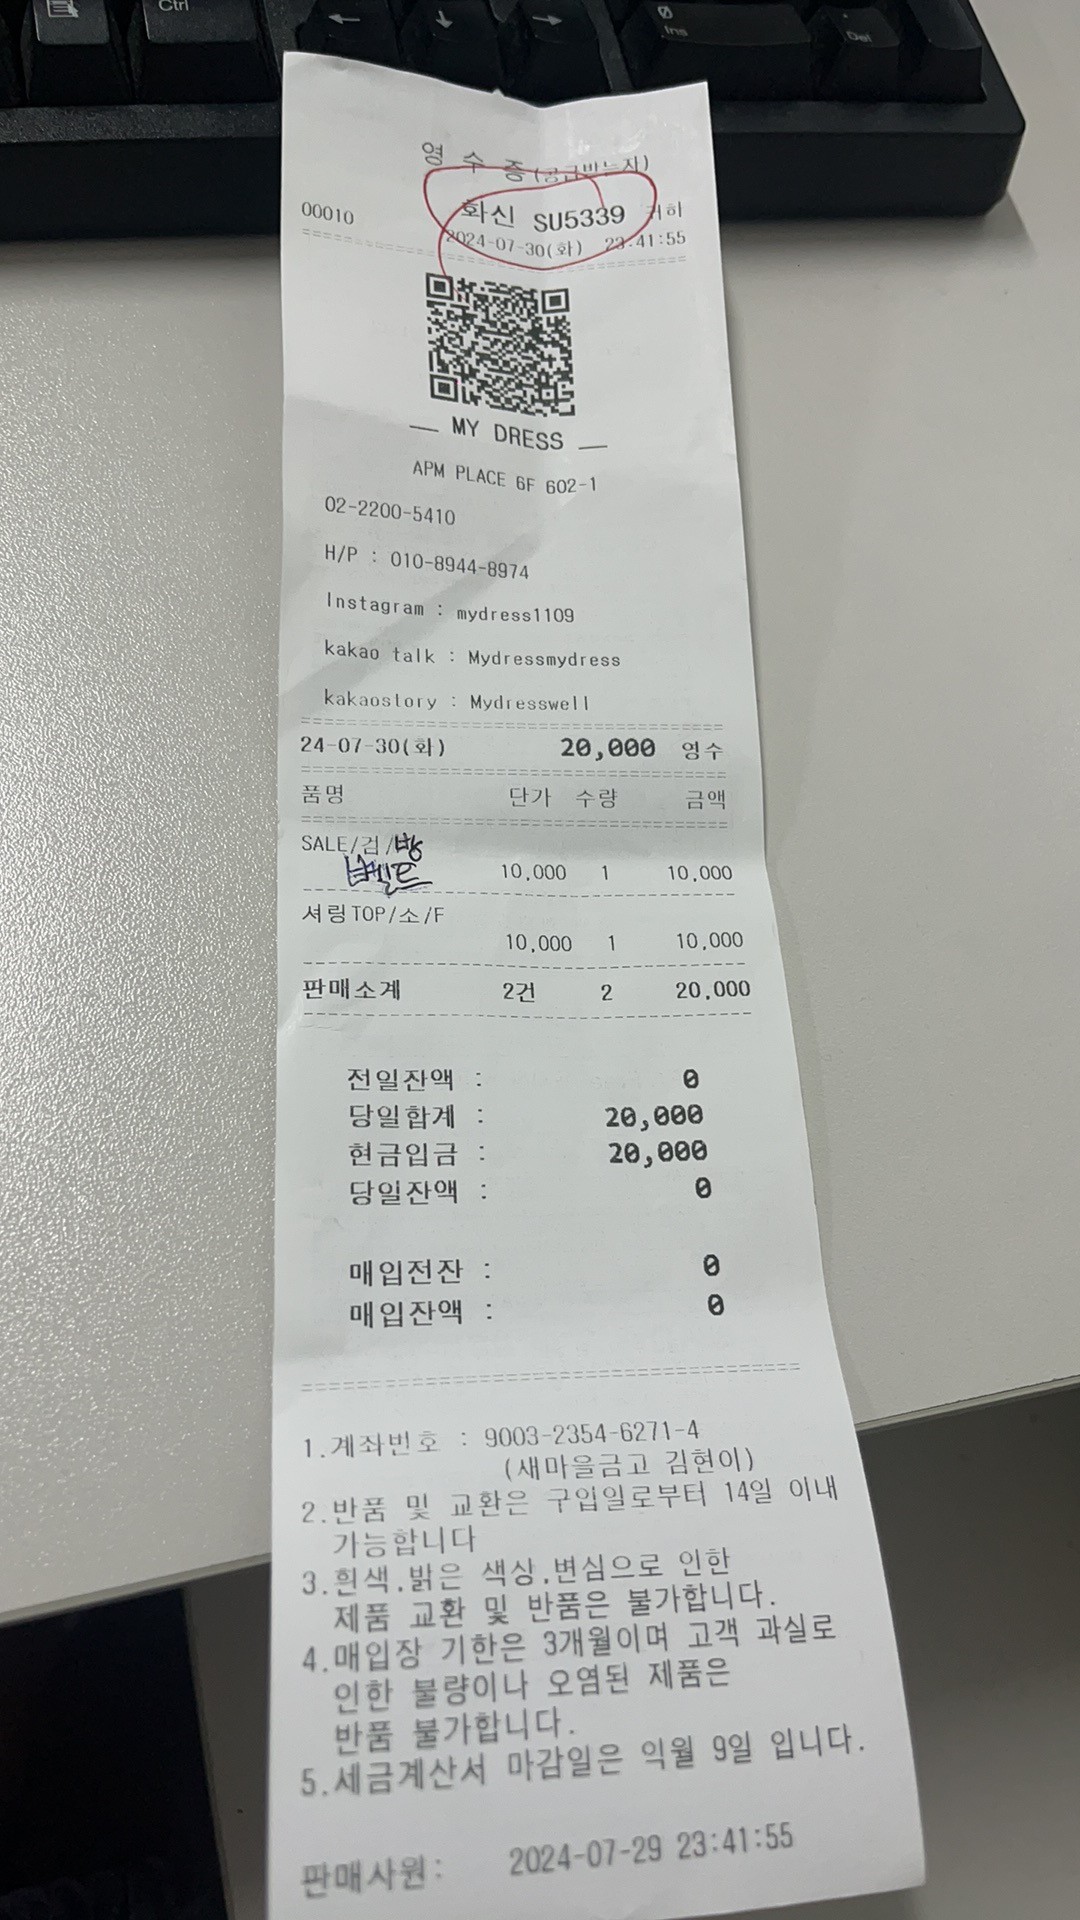 Ctrl
Ins
Del
영 수 증(공급받는자)
00010 화신 SU5339 귀하
2024-07-30(화) 23:41:55
MY DRESS
APM PLACE 6F 602-1
02-2200-5410
H/P : 010-8944-8974
Instagram : mydress1109
kakao talk : Mydressmydress
kakaostory : Mydresswell
24-07-30(화) 20,000 영수
품명 단가 수량 금액
SALE/검/방
벨트 10,000 1 10,000
셔링TOP/소/F
10,000 1 10,000
판매소계 2건 2 20,000
전일잔액 : 0
당일합계 : 20,000
현금입금 : 20,000
당일잔액 : 0
매입전잔 : 0
매입잔액 : 0
1.계좌번호 : 9003-2354-6271-4
(새마을금고 김현이)
2.반품 및 교환은 구입일로부터 14일 이내
가능합니다
3.흰색.밝은 색상.변심으로 인한
제품 교환 및 반품은 불가합니다.
4.매입장 기한은 3개월이며 고객 과실로
인한 불량이나 오염된 제품은
반품 불가합니다.
5.세금계산서 마감일은 익월 9일 입니다.
판매사원: 2024-07-29 23:41:55